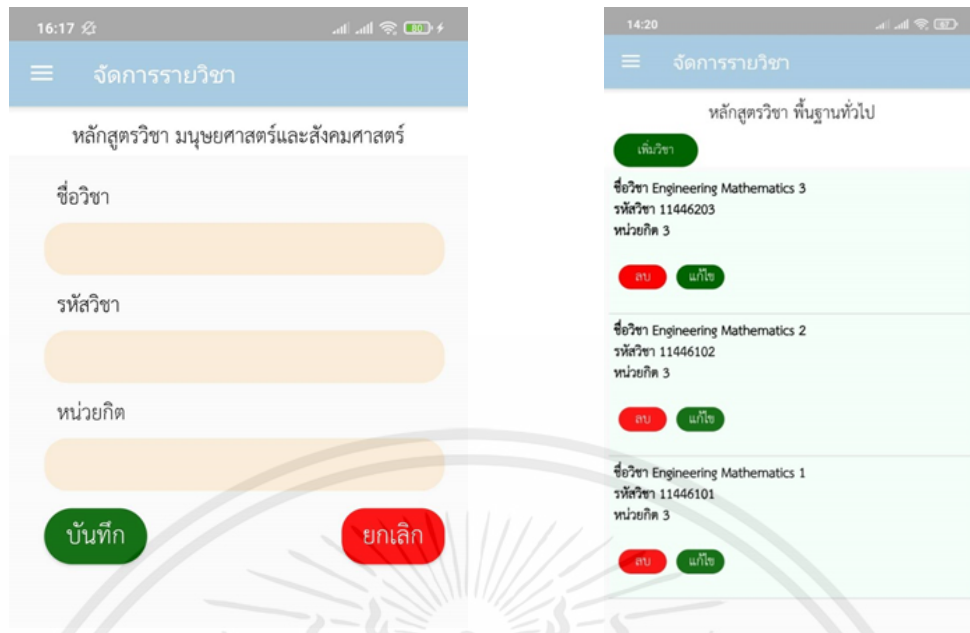 16:17
80
จัดการรายวิชา
หลักสูตรวิชา มนุษยศาสตร์และสังคมศาสตร์
ชื่อวิชา
รหัสวิชา
หน่วยกิต
บันทึก
ยกเลิก
14:20
67
จัดการรายวิชา
หลักสูตรวิชา พื้นฐานทั่วไป
เพิ่มวิชา
ชื่อวิชา Engineering Mathematics 3
รหัสวิชา 11446203
หน่วยกิต 3
ลบ แก้ไข
ชื่อวิชา Engineering Mathematics 2
รหัสวิชา 11446102
หน่วยกิต 3
ลบ แก้ไข
ชื่อวิชา Engineering Mathematics 1
รหัสวิชา 11446101
หน่วยกิต 3
ลบ แก้ไข